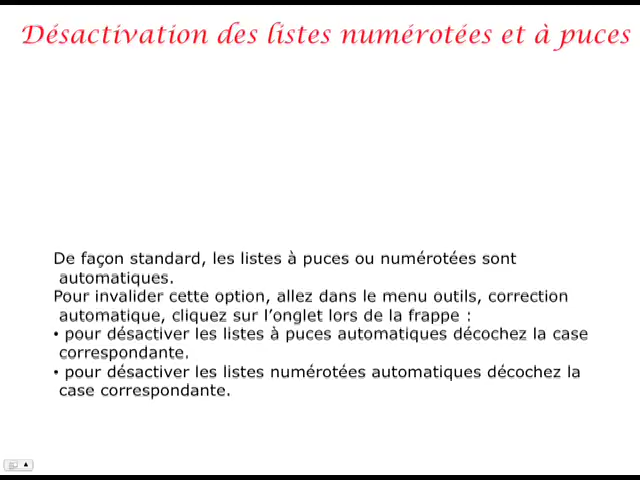 Désactivation des listes numérotées et à puces
De façon standard, les listes à puces ou numérotées sont
automatiques.
Pour invalider cette option, allez dans le menu outils, correction
automatique, cliquez sur l’onglet lors de la frappe :
• pour désactiver les listes à puces automatiques décochez la case
correspondante.
• pour désactiver les listes numérotées automatiques décochez la
case correspondante.